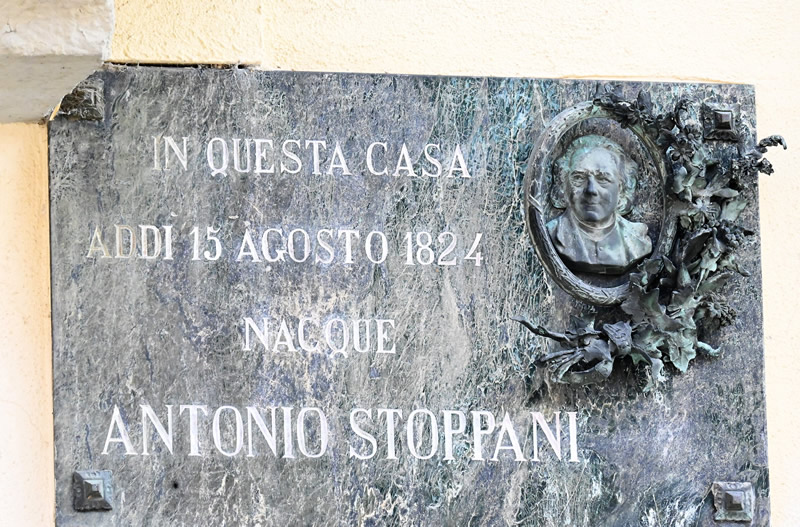 IN QUESTA CASA
ADDÌ 15 AGOSTO 1824
NACQUE
ANTONIO STOPPANI